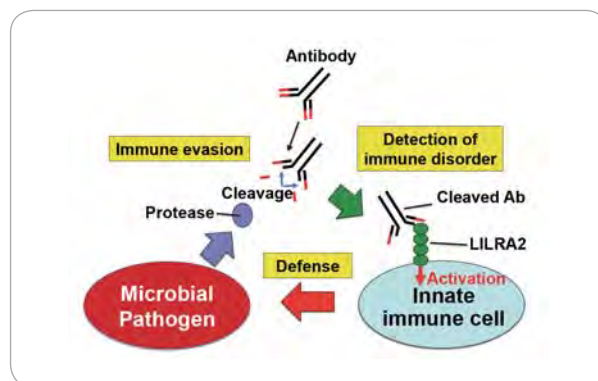 Antibody
Immune evasion
Detection of
immune disorder
Cleavage
Protease
Cleaved Ab
LILRA2
Defense
Activation
Microbial
Pathogen
Innate
immune cell